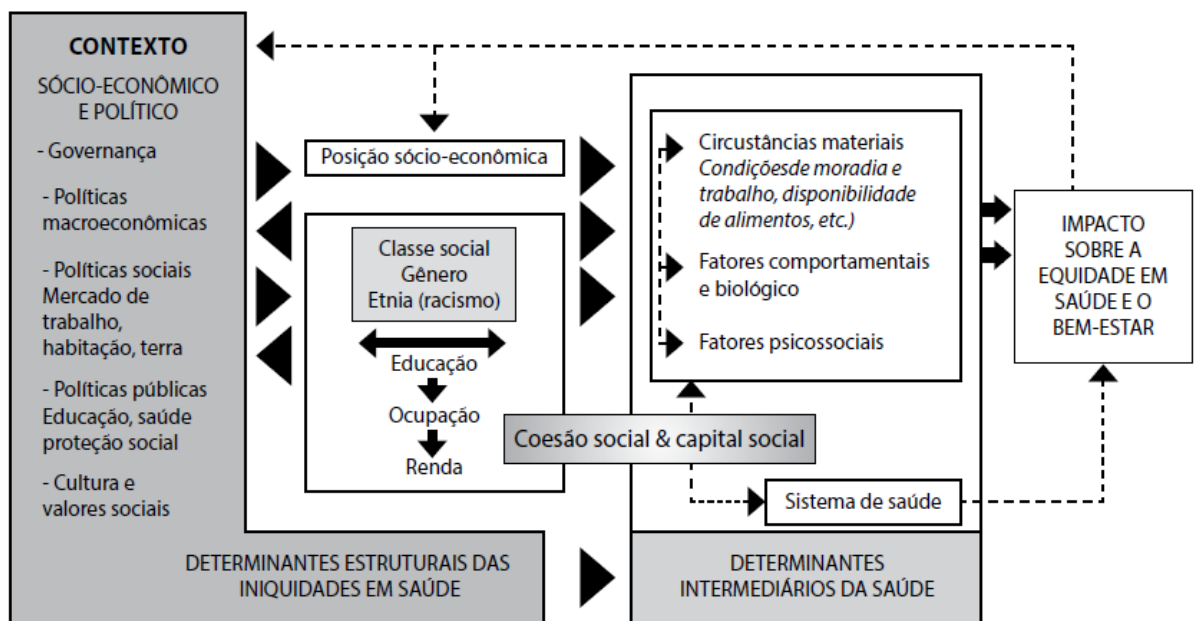 CONTEXTO
SÓCIO-ECONÔMICO
E POLÍTICO
- Governança
- Políticas
macroeconômicas
- Políticas sociais
Mercado de
trabalho,
habitação, terra
- Políticas públicas
Educação, saúde
proteção social
- Cultura e
valores sociais
Posição sócio-econômica
Classe social
Gênero
Etnia (racismo)
Educação
Ocupação
Renda
Coesão social & capital social
Circustâncias materiais
Condiçõesde moradia e
trabalho, disponibilidade
de alimentos, etc.)
Fatores comportamentais
e biológico
Fatores psicossociais
Sistema de saúde
IMPACTO
SOBRE A
EQUIDADE EM
SAÚDE E O
BEM-ESTAR
DETERMINANTES ESTRUTURAIS DAS
INIQUIDADES EM SAÚDE
DETERMINANTES
INTERMEDIÁRIOS DA SAÚDE